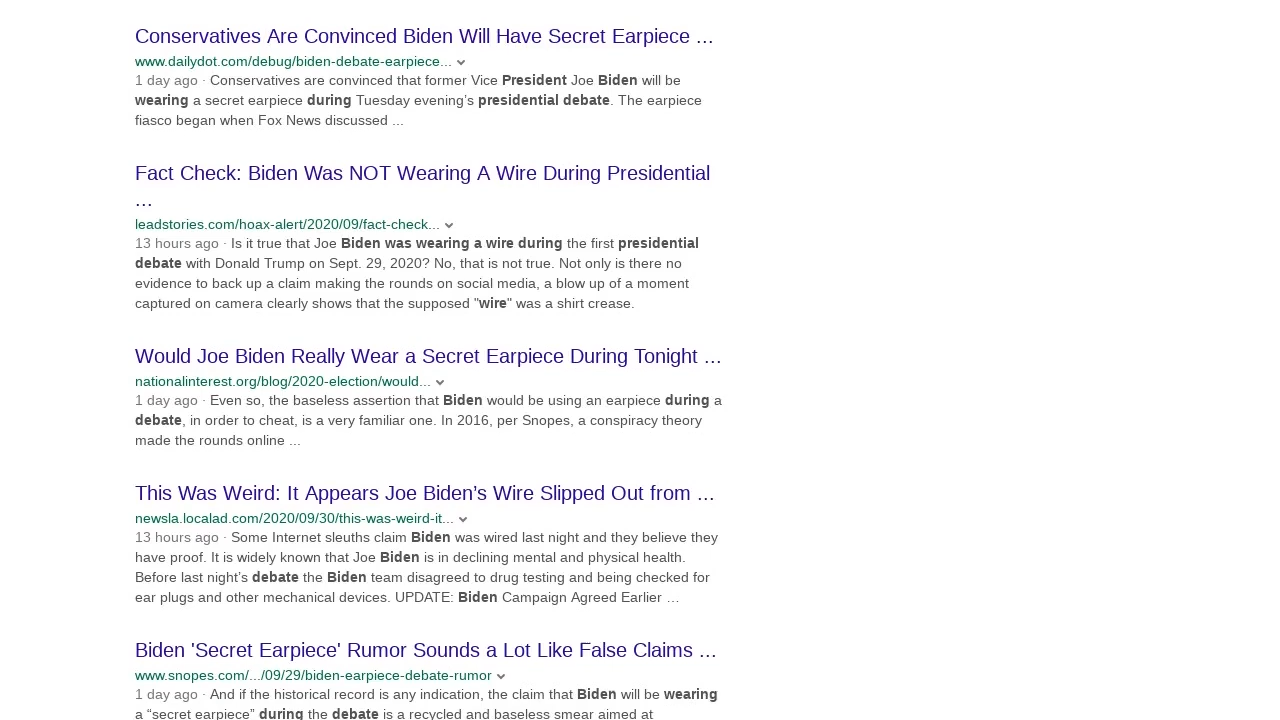 Conservatives Are Convinced Biden Will Have Secret Earpiece ...
www.dailydot.com/debug/biden-debate-earpiece...
1 day ago · Conservatives are convinced that former Vice President Joe Biden will be
wearing a secret earpiece during Tuesday evening's presidential debate. The earpiece
fiasco began when Fox News discussed ...
Fact Check: Biden Was NOT Wearing A Wire During Presidential
...
leadstories.com/hoax-alert/2020/09/fact-check...
13 hours ago · Is it true that Joe Biden was wearing a wire during the first presidential
debate with Donald Trump on Sept. 29, 2020? No, that is not true. Not only is there no
evidence to back up a claim making the rounds on social media, a blow up of a moment
captured on camera clearly shows that the supposed "wire" was a shirt crease.
Would Joe Biden Really Wear a Secret Earpiece During Tonight ...
nationalinterest.org/blog/2020-election/would...
1 day ago · Even so, the baseless assertion that Biden would be using an earpiece during a
debate, in order to cheat, is a very familiar one. In 2016, per Snopes, a conspiracy theory
made the rounds online ...
This Was Weird: It Appears Joe Biden's Wire Slipped Out from ...
newsla.localad.com/2020/09/30/this-was-weird-it...
13 hours ago · Some Internet sleuths claim Biden was wired last night and they believe they
have proof. It is widely known that Joe Biden is in declining mental and physical health.
Before last night's debate the Biden team disagreed to drug testing and being checked for
ear plugs and other mechanical devices. UPDATE: Biden Campaign Agreed Earlier …
Biden 'Secret Earpiece' Rumor Sounds a Lot Like False Claims ...
www.snopes.com/.../09/29/biden-earpiece-debate-rumor
1 day ago · And if the historical record is any indication, the claim that Biden will be wearing
a “secret earpiece” during the debate is a recycled and baseless smear aimed at